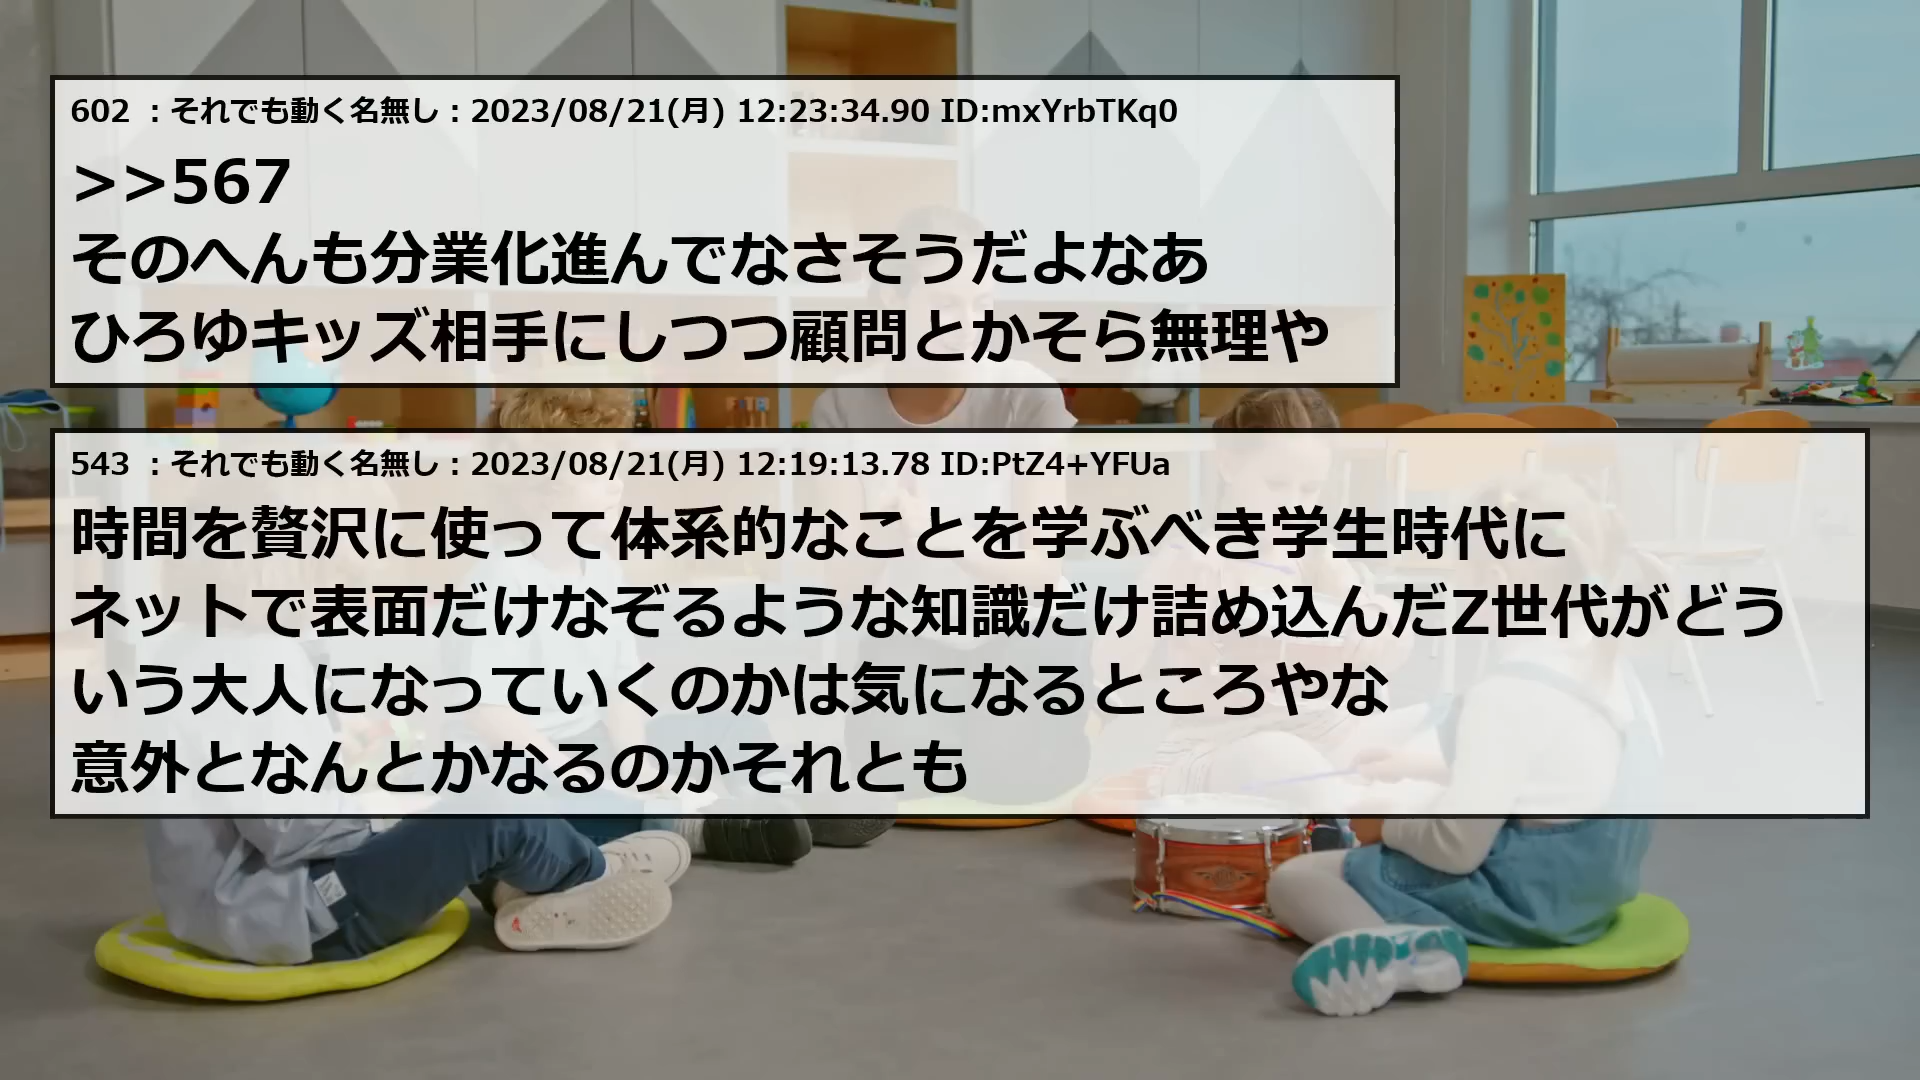 602 ：それでも動く名無し：2023/08/21(月) 12:23:34.90 ID:mxYrbTKq0
>>567
そのへんも分業化進んでなさそうだよなあ
ひろゆキッズ相手にしつつ顧問とかそら無理や
543 ：それでも動く名無し：2023/08/21(月) 12:19:13.78 ID:PtZ4+YFUa
時間を贅沢に使って体系的なことを学ぶべき学生時代に
ネットで表面だけなぞるような知識だけ詰め込んだZ世代がどう
いう大人になっていくのかは気になるところやな
意外となんとかなるのかそれとも